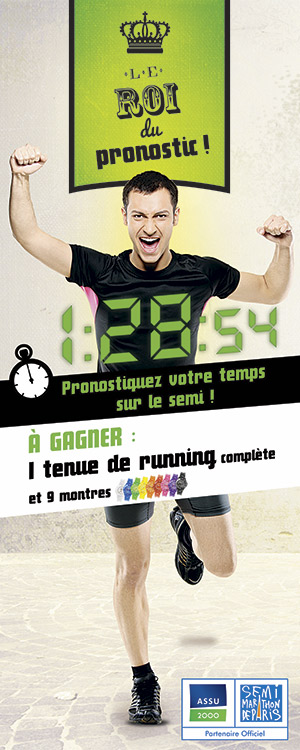 ·L·E·
ROI
du
pronostic !
1:28:54
Pronostiquez votre temps
sur le semi !
À GAGNER :
1 tenue de running complète
et 9 montres
ASSU
2000
SEMI
MARATHON
DE PARIS
Partenaire Officiel